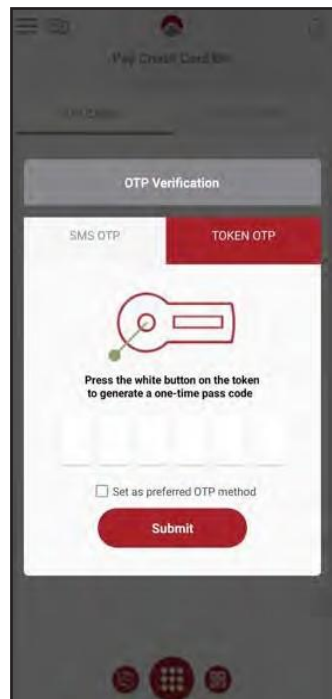 Pay Credit Card Bill
OTP Verification
SMS OTP
TOKEN OTP
Press the white button on the token
to generate a one-time pass code
Set as preferred OTP method
Submit